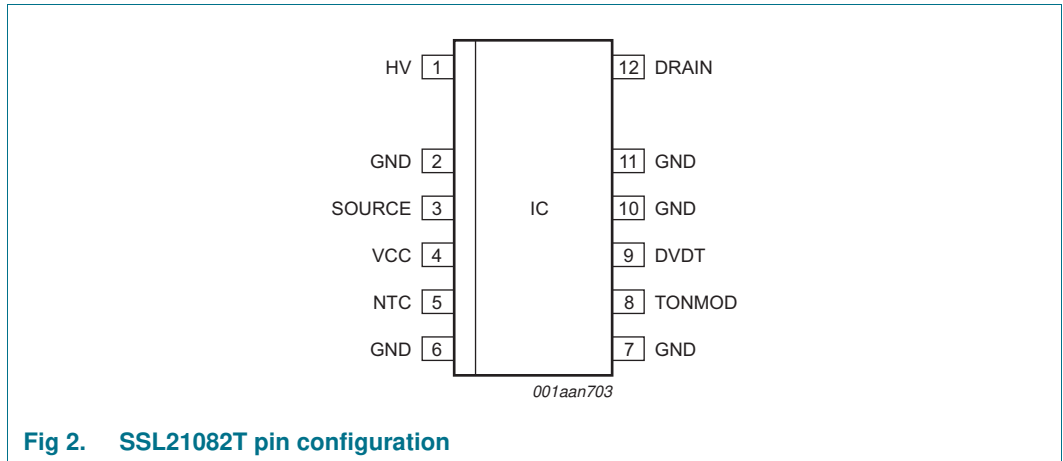 HV 1 12 DRAIN
GND 2 11 GND
SOURCE 3 IC 10 GND
VCC 4 9 DVDT
NTC 5 8 TONMOD
GND 6 7 GND
001aan703
Fig 2. SSL21082T pin configuration